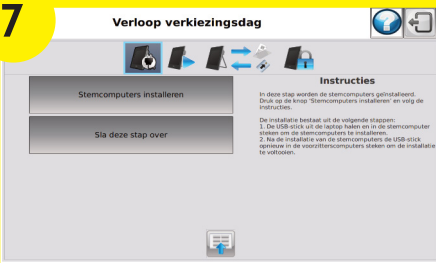 7
Verloop verkiezingsdag
Stemcomputers installeren
Sla deze stap over
Instructies
In deze stap worden de stemcomputers geïnstalleerd.
Druk op de knop 'Stemcomputers installeren' en volg de
instructies.
De installatie bestaat uit de volgende stappen:
1. De USB-stick uit de laptop halen en in de stemcomputer
steken om de stemcomputers te installeren.
2. Na de installatie van de stemcomputers de USB-stick
opnieuw in de voorzitterscomputers steken om de installatie
te voltooien.